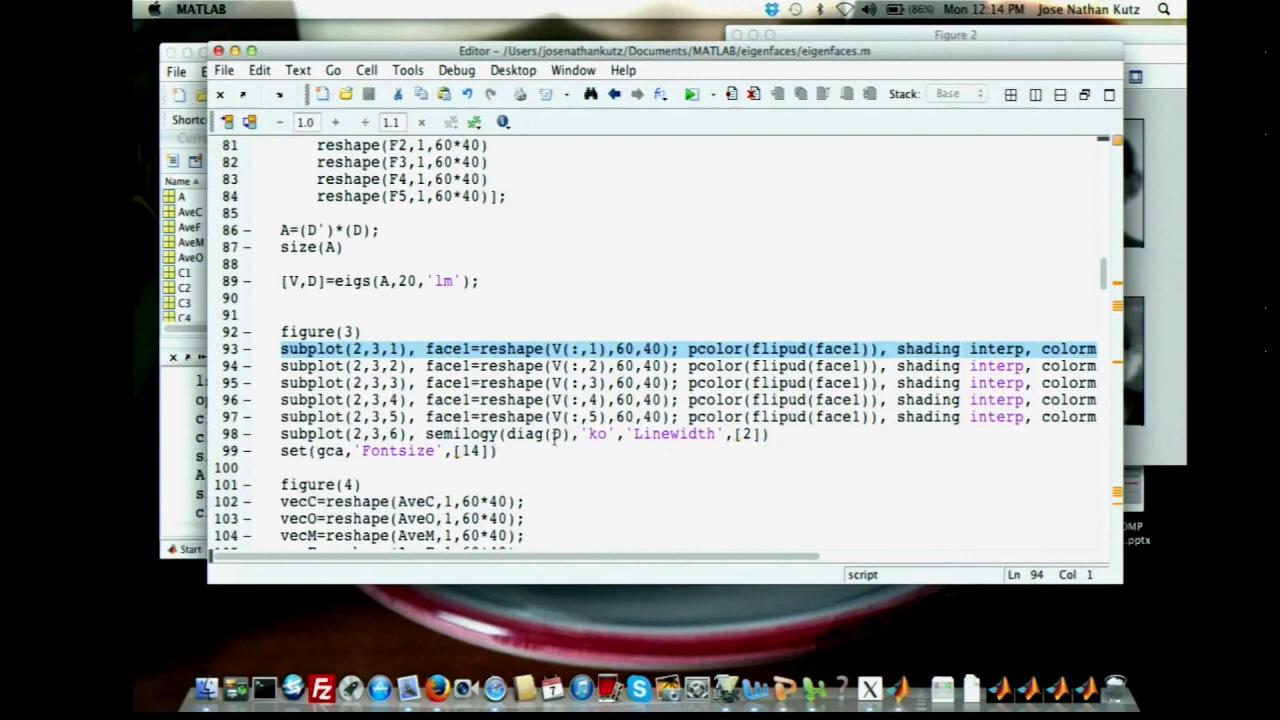 MATLAB
(86%) Mon 12:14 PM Jose Nathan Kutz
Figure 2
Editor – /Users/josenathankutz/Documents/MATLAB/eigenfaces/eigenfaces.m
File
File Edit Text Go Cell Tools Debug Desktop Window Help
Stack: Base
Shortc
− 1.0 + ÷ 1.1 ×
Name
A
AveC
AveF
AveM
AveO
C1
C2
C3
C4
81 reshape(F2,1,60*40)
82 – reshape(F3,1,60*40)
83 – reshape(F4,1,60*40)
84 – reshape(F5,1,60*40)];
85
86 – A=(D')*(D);
87 – size(A)
88
89 – [V,D]=eigs(A,20,'lm');
90
91
92 – figure(3)
93 – subplot(2,3,1), face1=reshape(V(:,1),60,40); pcolor(flipud(face1)), shading interp, colorm
94 – subplot(2,3,2), face1=reshape(V(:,2),60,40); pcolor(flipud(face1)), shading interp, colorm
95 – subplot(2,3,3), face1=reshape(V(:,3),60,40); pcolor(flipud(face1)), shading interp, colorm
96 – subplot(2,3,4), face1=reshape(V(:,4),60,40); pcolor(flipud(face1)), shading interp, colorm
97 – subplot(2,3,5), face1=reshape(V(:,5),60,40); pcolor(flipud(face1)), shading interp, colorm
98 – subplot(2,3,6), semilogy(diag(D),'ko','Linewidth',[2])
99 – set(gca,'Fontsize',[14])
100
101 – figure(4)
102 – vecC=reshape(AveC,1,60*40);
103 – vecO=reshape(AveO,1,60*40);
104 – vecM=reshape(AveM,1,60*40);
Start
script Ln 94 Col 1
OMP
.pptx